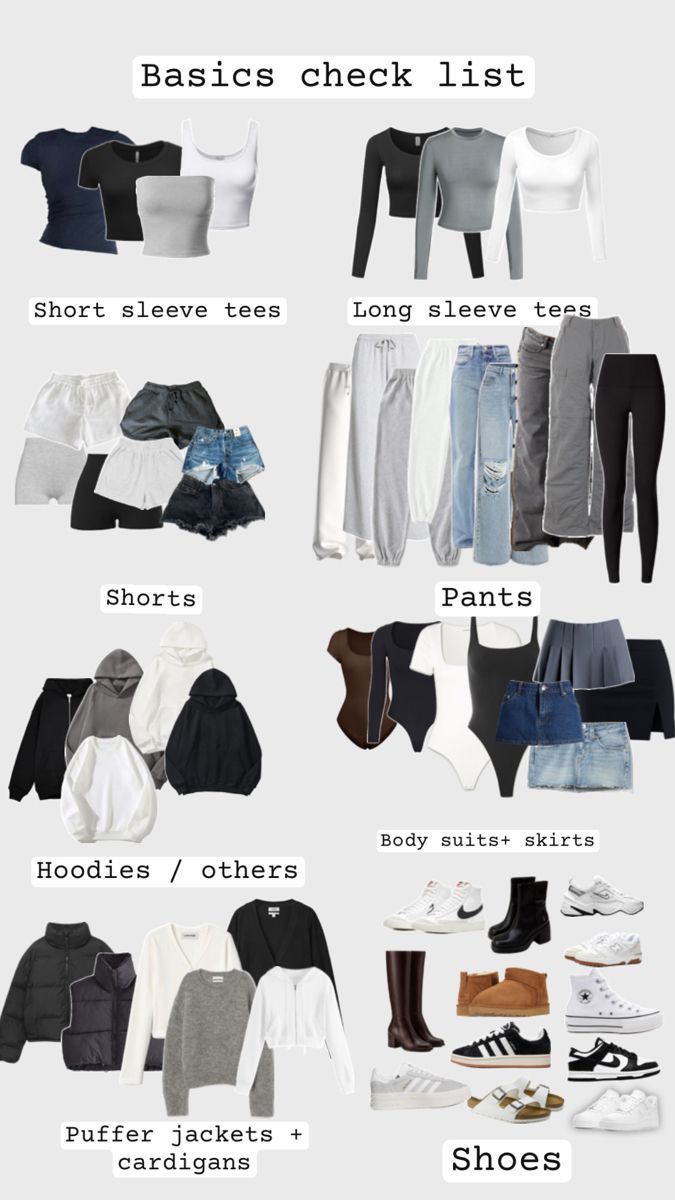 Basics check list
Short sleeve tees
Long sleeve tees
Shorts
Pants
Hoodies / others
Body suits+ skirts
Puffer jackets +
cardigans
Shoes